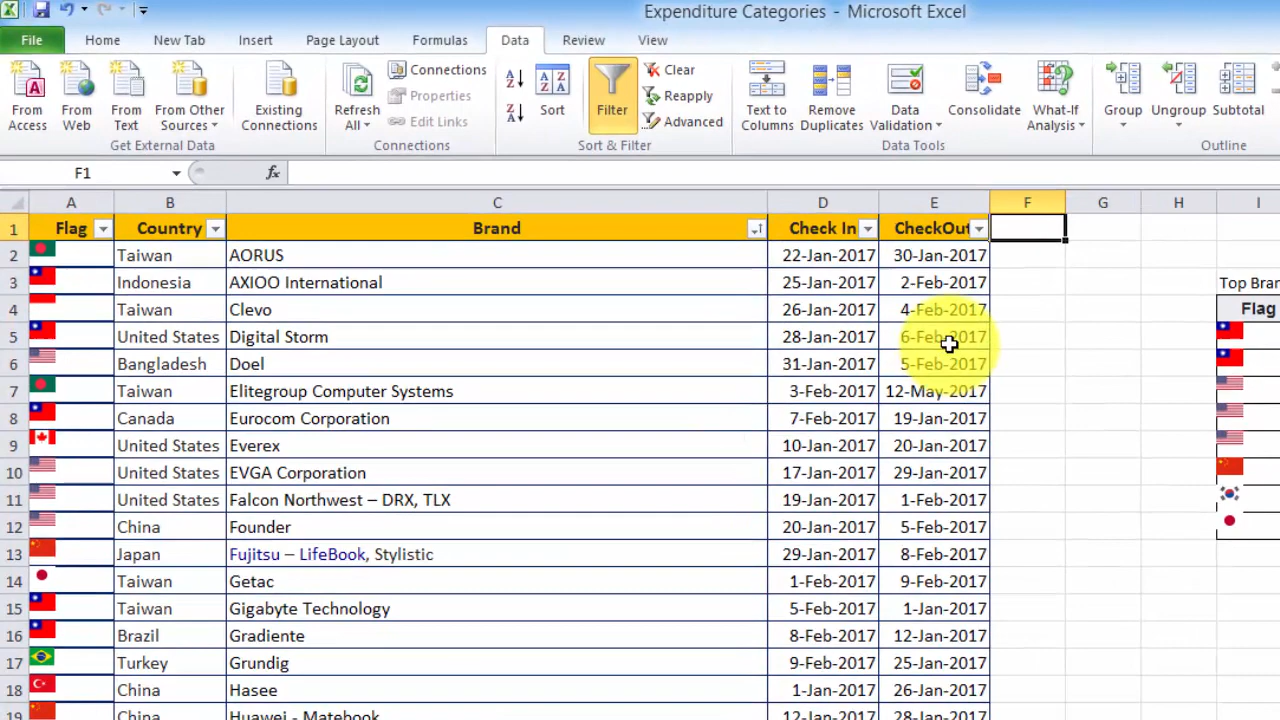 Expenditure Categories - Microsoft Excel
File Home New Tab Insert Page Layout Formulas Data Review View
From Access
From Web
From Text
From Other Sources
Existing Connections
Get External Data
Refresh All
Connections
Properties
Edit Links
Connections
A Z
Z A
Sort
Filter
Clear
Reapply
Advanced
Sort & Filter
Text to Columns
Remove Duplicates
Data Validation
Consolidate
What-If Analysis
Data Tools
Group
Ungroup
Subtotal
Outline
F1 fx
A B C D E F G H I
1 Flag Country Brand Check In CheckOut
2 Taiwan AORUS 22-Jan-2017 30-Jan-2017
3 Indonesia AXIOO International 25-Jan-2017 2-Feb-2017 Top Bran
4 Taiwan Clevo 26-Jan-2017 4-Feb-2017 Flag
5 United States Digital Storm 28-Jan-2017 6-Feb-2017
6 Bangladesh Doel 31-Jan-2017 5-Feb-2017
7 Taiwan Elitegroup Computer Systems 3-Feb-2017 12-May-2017
8 Canada Eurocom Corporation 7-Feb-2017 19-Jan-2017
9 United States Everex 10-Jan-2017 20-Jan-2017
10 United States EVGA Corporation 17-Jan-2017 29-Jan-2017
11 United States Falcon Northwest – DRX, TLX 19-Jan-2017 1-Feb-2017
12 China Founder 20-Jan-2017 5-Feb-2017
13 Japan Fujitsu – LifeBook, Stylistic 29-Jan-2017 8-Feb-2017
14 Taiwan Getac 1-Feb-2017 9-Feb-2017
15 Taiwan Gigabyte Technology 5-Feb-2017 1-Jan-2017
16 Brazil Gradiente 8-Feb-2017 12-Jan-2017
17 Turkey Grundig 9-Feb-2017 25-Jan-2017
18 China Hasee 1-Jan-2017 26-Jan-2017
19 China Huawei - Matebook 12-Jan-2017 28-Jan-2017